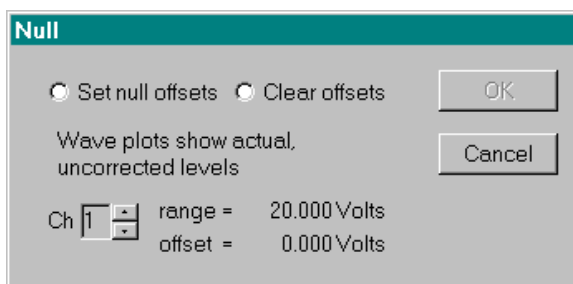 Null
Set null offsets Clear offsets OK
Wave plots show actual,
uncorrected levels
Cancel
Ch 1 range = 20.000 Volts
offset = 0.000 Volts